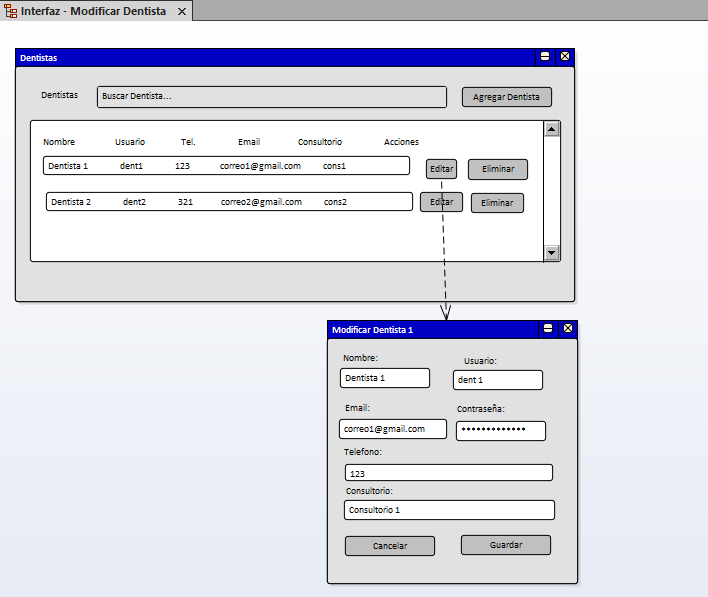 Interfaz - Modificar Dentista
Dentistas
Dentistas Buscar Dentista... Agregar Dentista
Nombre Usuario Tel. Email Consultorio Acciones
Dentista 1 dent1 123 correo1@gmail.com cons1 Editar Eliminar
Dentista 2 dent2 321 correo2@gmail.com cons2 Editar Eliminar
Modificar Dentista 1
Nombre: Usuario:
Dentista 1 dent 1
Email: Contraseña:
correo1@gmail.com •••••••••••••
Telefono:
123
Consultorio:
Consultorio 1
Cancelar Guardar